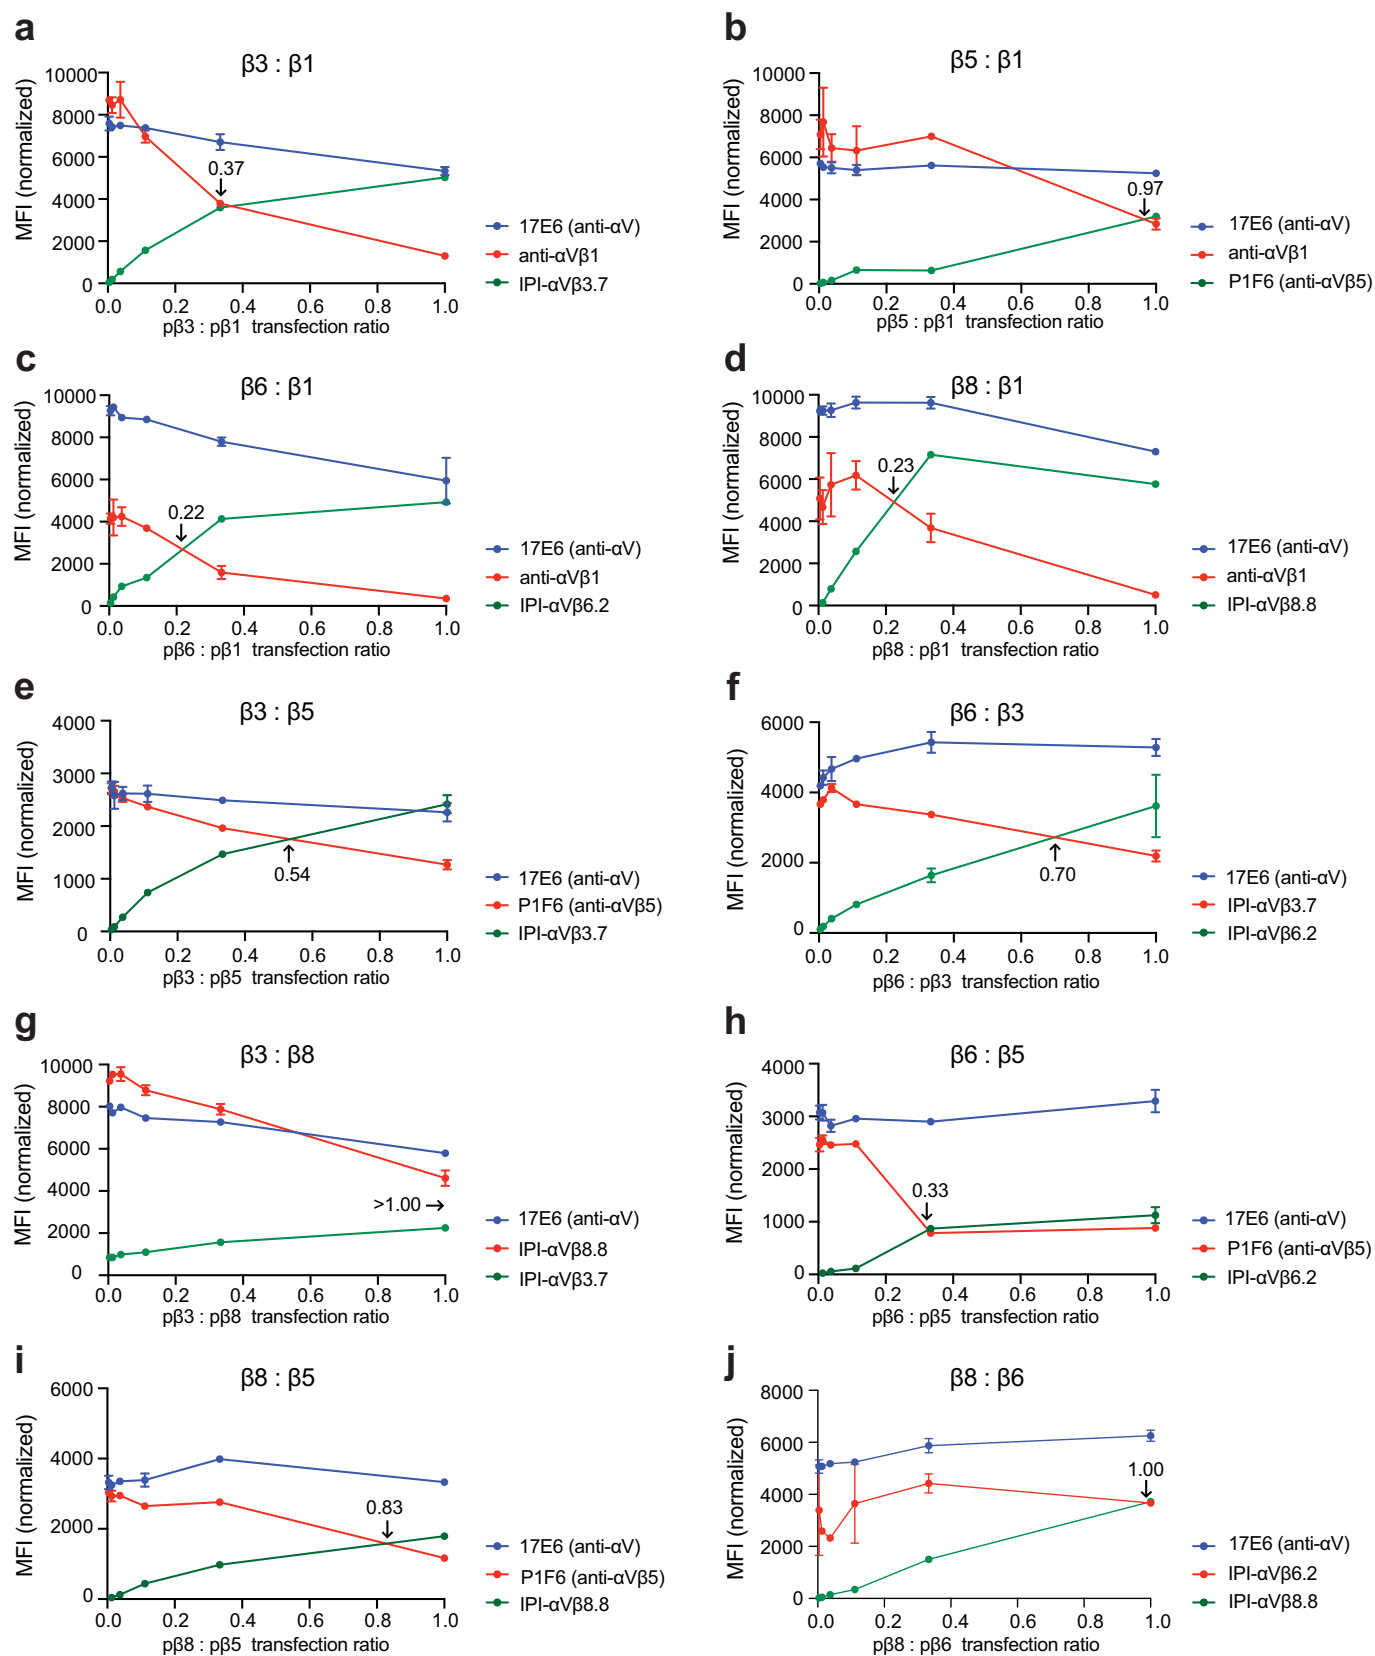 a
β3 : β1
MFI (normalized)
10000
8000
6000
4000
2000
0
0.37
0.0 0.2 0.4 0.6 0.8 1.0
pβ3 : pβ1 transfection ratio
17E6 (anti-αV)
anti-αVβ1
IPI-αVβ3.7
b
β5 : β1
MFI (normalized)
10000
8000
6000
4000
2000
0
0.97
0.0 0.2 0.4 0.6 0.8 1.0
pβ5 : pβ1 transfection ratio
17E6 (anti-αV)
anti-αVβ1
P1F6 (anti-αVβ5)
c
β6 : β1
MFI (normalized)
10000
8000
6000
4000
2000
0
0.22
0.0 0.2 0.4 0.6 0.8 1.0
pβ6 : pβ1 transfection ratio
17E6 (anti-αV)
anti-αVβ1
IPI-αVβ6.2
d
β8 : β1
MFI (normalized)
10000
8000
6000
4000
2000
0
0.23
0.0 0.2 0.4 0.6 0.8 1.0
pβ8 : pβ1 transfection ratio
17E6 (anti-αV)
anti-αVβ1
IPI-αVβ8.8
e
β3 : β5
MFI (normalized)
4000
3000
2000
1000
0
0.54
0.0 0.2 0.4 0.6 0.8 1.0
pβ3 : pβ5 transfection ratio
17E6 (anti-αV)
P1F6 (anti-αVβ5)
IPI-αVβ3.7
f
β6 : β3
MFI (normalized)
6000
4000
2000
0
0.70
0.0 0.2 0.4 0.6 0.8 1.0
pβ6 : pβ3 transfection ratio
17E6 (anti-αV)
IPI-αVβ3.7
IPI-αVβ6.2
g
β3 : β8
MFI (normalized)
10000
8000
6000
4000
2000
0
>1.00
0.0 0.2 0.4 0.6 0.8 1.0
pβ3 : pβ8 transfection ratio
17E6 (anti-αV)
IPI-αVβ8.8
IPI-αVβ3.7
h
β6 : β5
MFI (normalized)
4000
3000
2000
1000
0
0.33
0.0 0.2 0.4 0.6 0.8 1.0
pβ6 : pβ5 transfection ratio
17E6 (anti-αV)
P1F6 (anti-αVβ5)
IPI-αVβ6.2
i
β8 : β5
MFI (normalized)
6000
4000
2000
0
0.83
0.0 0.2 0.4 0.6 0.8 1.0
pβ8 : pβ5 transfection ratio
17E6 (anti-αV)
P1F6 (anti-αVβ5)
IPI-αVβ8.8
j
β8 : β6
MFI (normalized)
8000
6000
4000
2000
0
1.00
0.0 0.2 0.4 0.6 0.8 1.0
pβ8 : pβ6 transfection ratio
17E6 (anti-αV)
IPI-αVβ6.2
IPI-αVβ8.8